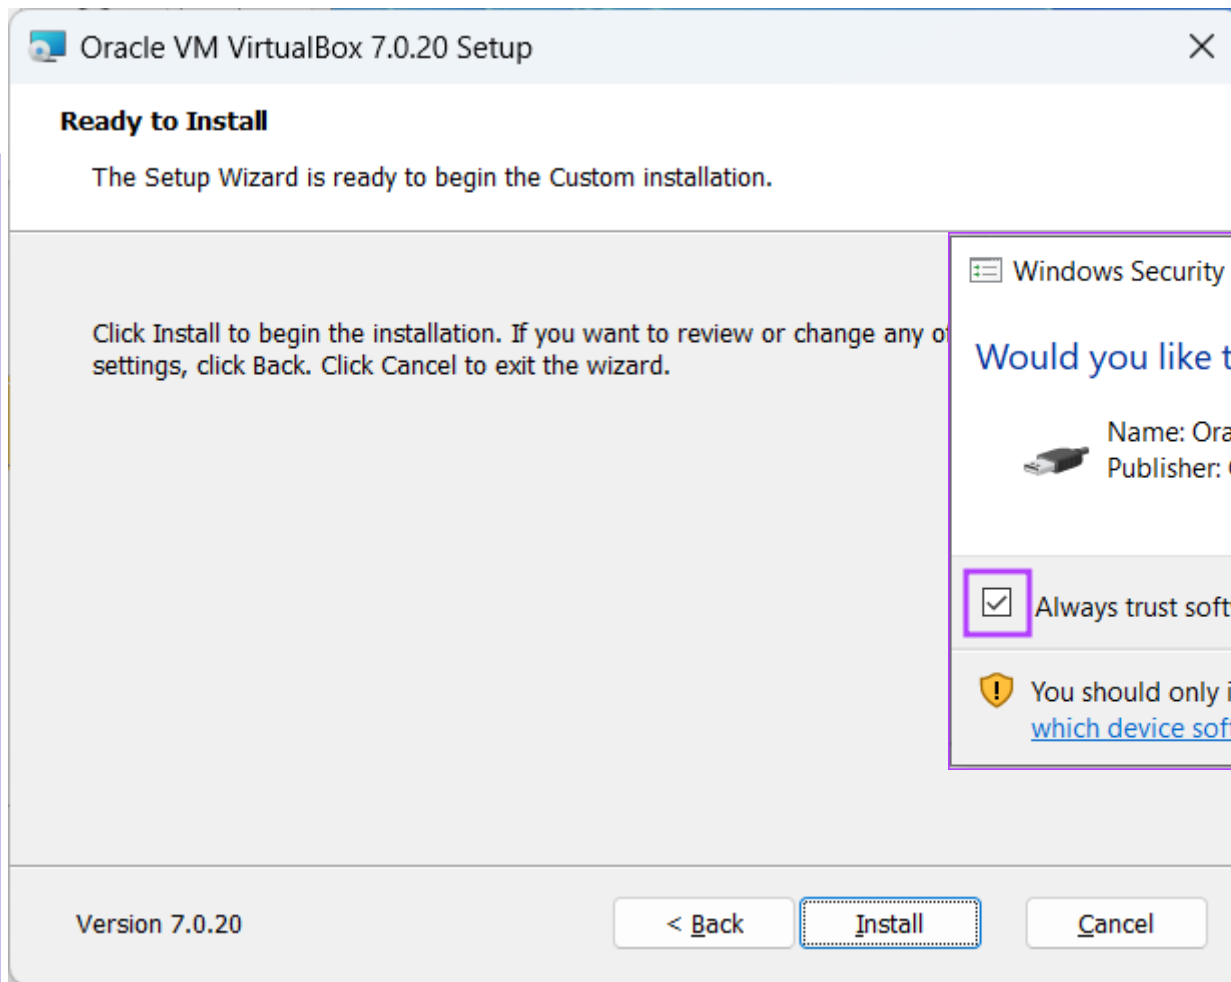 Oracle VM VirtualBox 7.0.20 Setup
Ready to Install
The Setup Wizard is ready to begin the Custom installation.
Click Install to begin the installation. If you want to review or change any
settings, click Back. Click Cancel to exit the wizard.
Windows Security
Would you like
Name:
Publisher:
Always trust
You should only
which device
Version 7.0.20
< Back
Install
Cancel